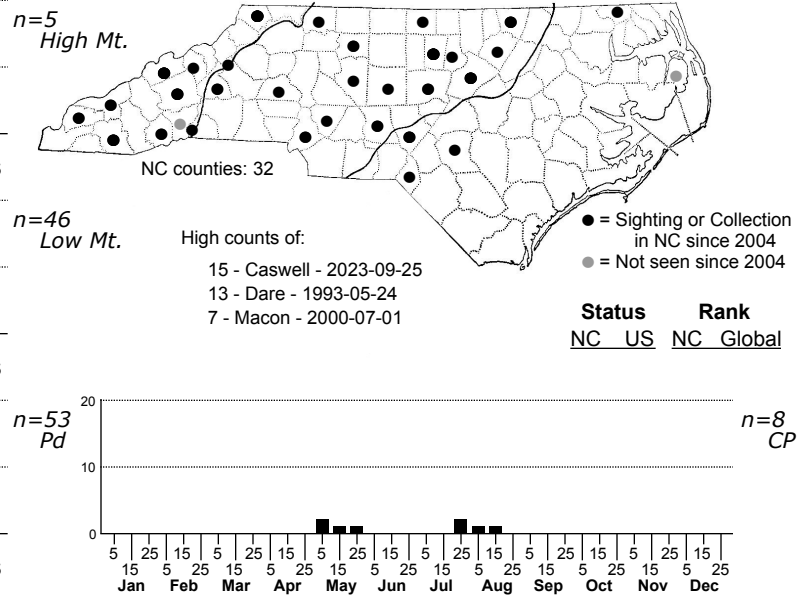 n=5
High Mt.
NC counties: 32
n=46
Low Mt.
High counts of:
15 - Caswell - 2023-09-25
13 - Dare - 1993-05-24
7 - Macon - 2000-07-01
● = Sighting or Collection
in NC since 2004
● = Not seen since 2004
Status Rank
NC US NC Global
n=53
Pd
n=8
CP
20
10
0
5 25 15 5 25 15 5 25 15 5 25 15 5 25 15 5 25 15
15 5 25 15 5 25 15 5 25 15 5 25 15 5 25 15 5 25
Jan Feb Mar Apr May Jun Jul Aug Sep Oct Nov Dec